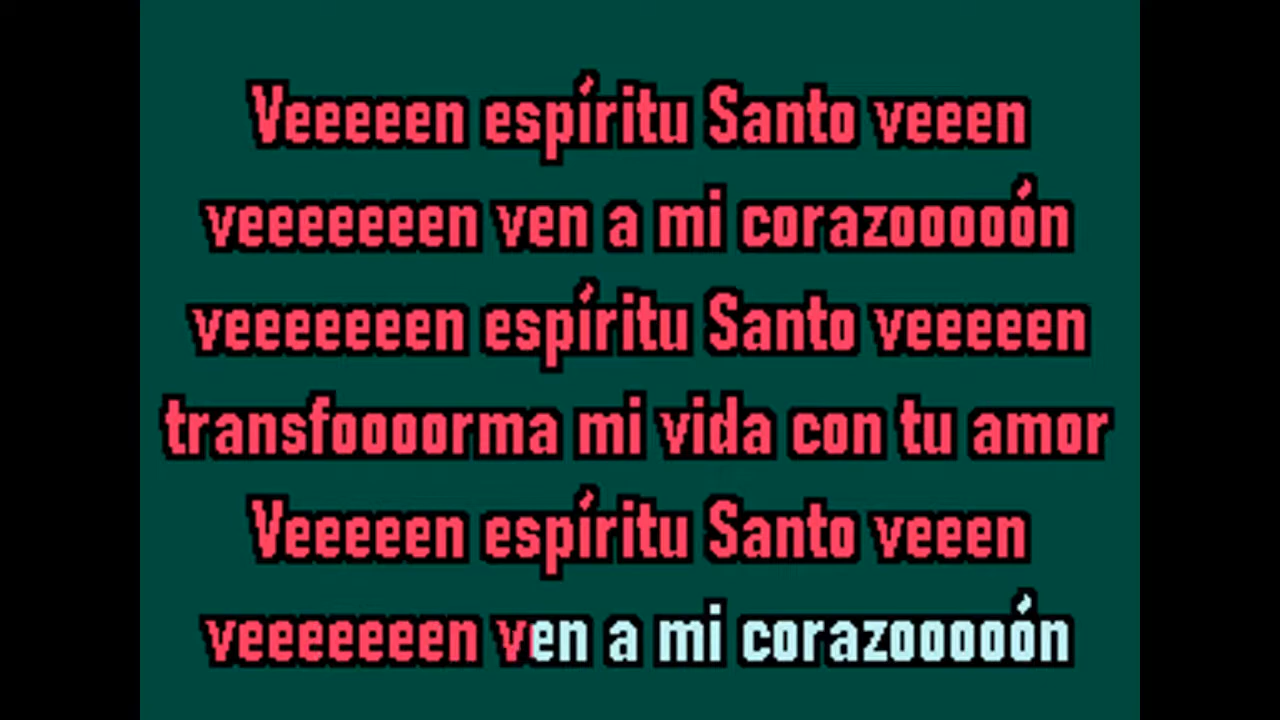 Veeeeen espíritu Santo veeen
veeeeeeen ven a mi corazooooón
veeeeeeen espíritu Santo veeeeen
transfoooorma mi vida con tu amor
Veeeeen espíritu Santo veeen
veeeeeeen ven a mi corazooooón